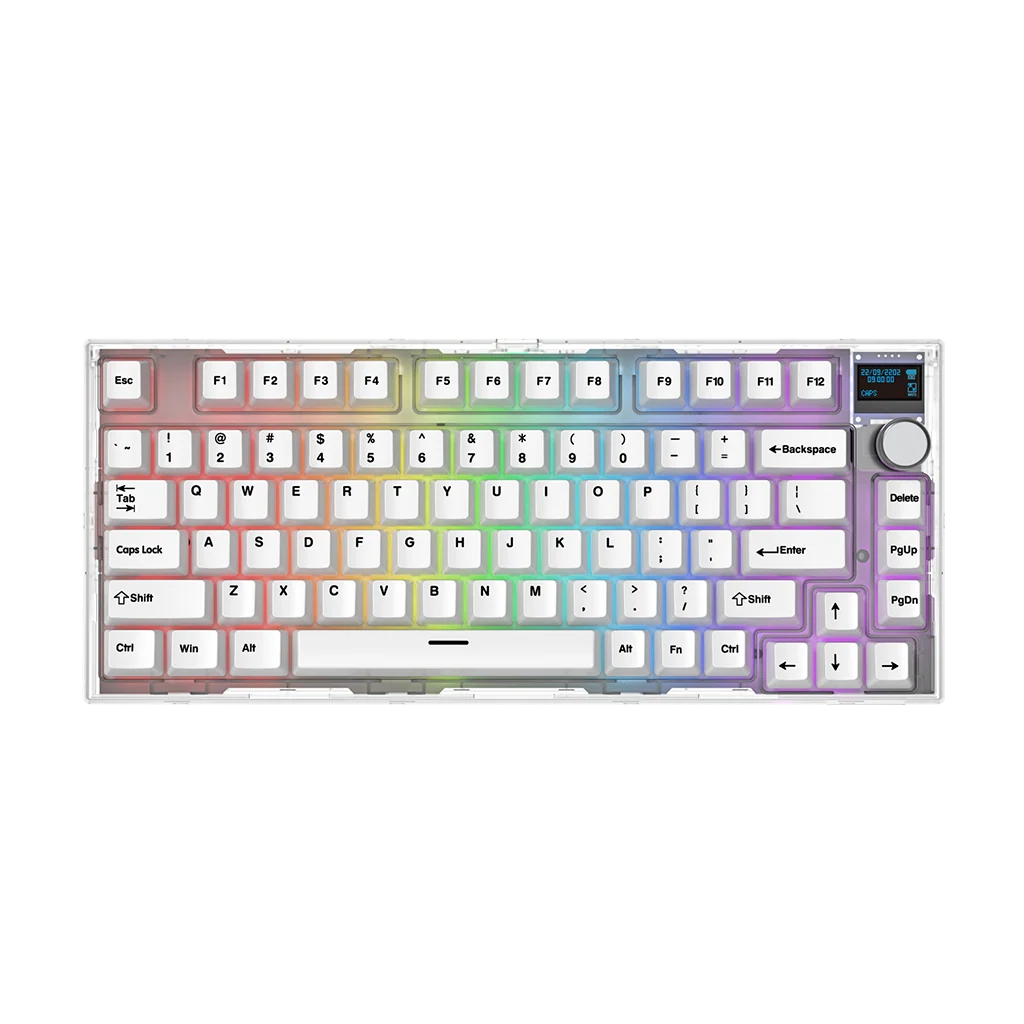 Esc F1 F2 F3 F4 F5 F6 F7 F8 F9 F10 F11 F12
22/09/2202
09:00:00
CAPS
! @ # $ % ^ & * ( ) — +
` ~ 1 2 3 4 5 6 7 8 9 0 – = ←Backspace
Tab Q W E R T Y U I O P { } ¦
[ ] \
Delete
Caps Lock A S D F G H J K L : " Enter
; '
PgUp
⇧Shift Z X C V B N M < > ? ⇧Shift ↑
, . /
PgDn
Ctrl Win Alt — Alt Fn Ctrl ← ↓ →